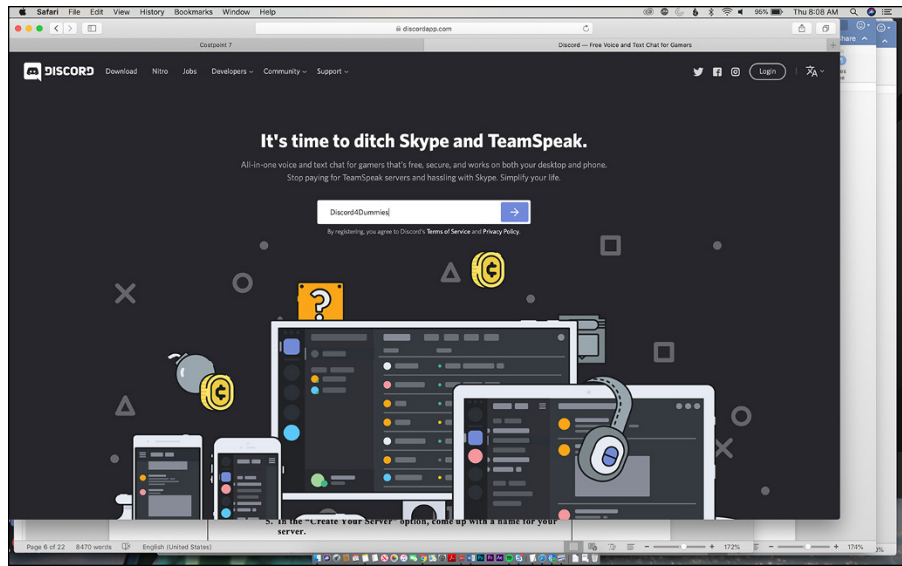 Safari File Edit View History Bookmarks Window Help
95% Thu 8:08 AM
discordapp.com
Costpoint 7
Discord — Free Voice and Text Chat for Gamers
hare
DISCORD Download Nitro Jobs Developers Community Support Login
It's time to ditch Skype and TeamSpeak.
All-in-one voice and text chat for gamers that's free, secure, and works on both your desktop and phone.
Stop paying for TeamSpeak servers and hassling with Skype. Simplify your life.
Discord4Dummies
By registering, you agree to Discord's Terms of Service and Privacy Policy.
5. In the "Create Your Server" option, come up with a name for your
server.
Page 6 of 22 8470 words English (United States) 172% 174%